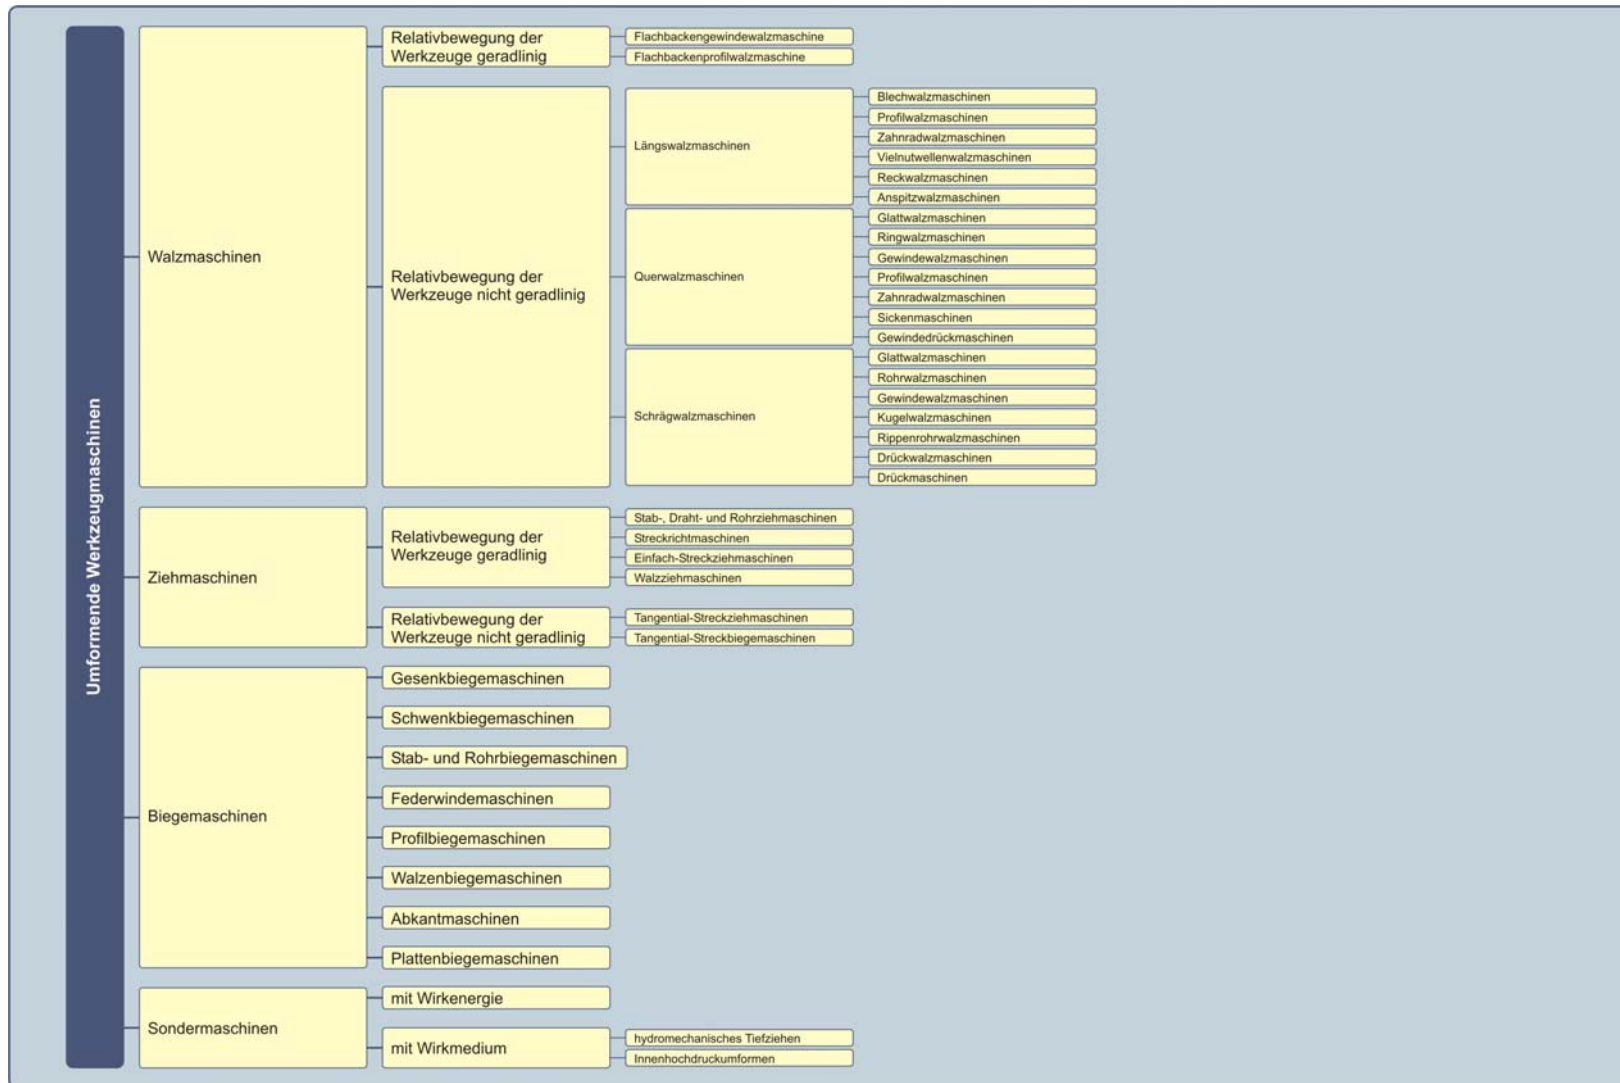 Umformende Werkzeugmaschinen
Walzmaschinen
Relativbewegung der
Werkzeuge geradlinig
Flachbackengewindewalzmaschine
Flachbackenprofilwalzmaschine
Relativbewegung der
Werkzeuge nicht geradlinig
Längswalzmaschinen
Blechwalzmaschinen
Profilwalzmaschinen
Zahnradwalzmaschinen
Vielnutwellenwalzmaschinen
Reckwalzmaschinen
Anspitzwalzmaschinen
Querwalzmaschinen
Glattwalzmaschinen
Ringwalzmaschinen
Gewindewalzmaschinen
Profilwalzmaschinen
Zahnradwalzmaschinen
Sickenmaschinen
Gewindedrückmaschinen
Schrägwalzmaschinen
Glattwalzmaschinen
Rohrwalzmaschinen
Gewindewalzmaschinen
Kugelwalzmaschinen
Rippenrohrwalzmaschinen
Drückwalzmaschinen
Drückmaschinen
Ziehmaschinen
Relativbewegung der
Werkzeuge geradlinig
Stab-, Draht- und Rohrziehmaschinen
Streckrichtmaschinen
Einfach-Streckziehmaschinen
Walzziehmaschinen
Relativbewegung der
Werkzeuge nicht geradlinig
Tangential-Streckziehmaschinen
Tangential-Streckbiegemaschinen
Biegemaschinen
Gesenkbiegemaschinen
Schwenkbiegemaschinen
Stab- und Rohrbiegemaschinen
Federwindemaschinen
Profilbiegemaschinen
Walzenbiegemaschinen
Abkantmaschinen
Plattenbiegemaschinen
Sondermaschinen
mit Wirkenergie
mit Wirkmedium
hydromechanisches Tiefziehen
Innenhochdruckumformen